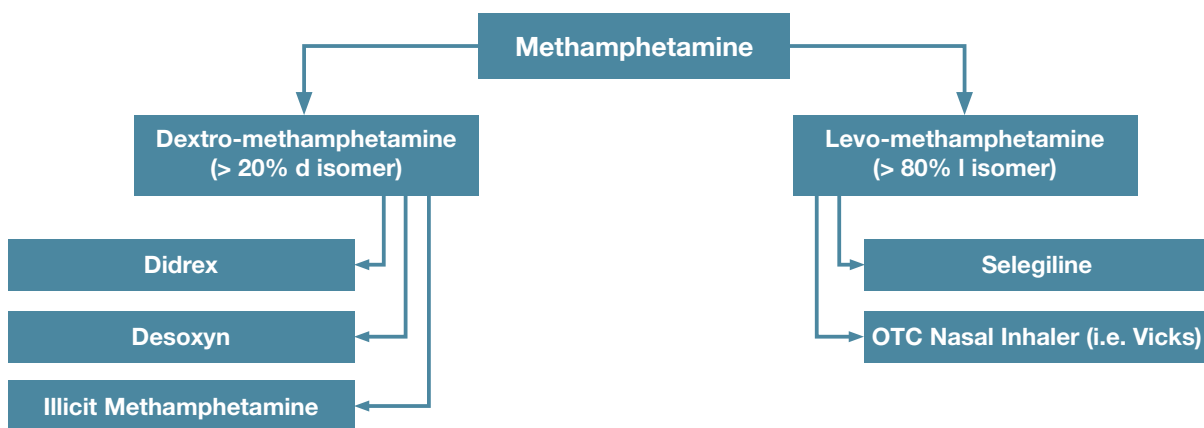 Methamphetamine
Dextro-methamphetamine
(> 20% d isomer)
Levo-methamphetamine
(> 80% l isomer)
Didrex
Desoxyn
Illicit Methamphetamine
Selegiline
OTC Nasal Inhaler (i.e. Vicks)